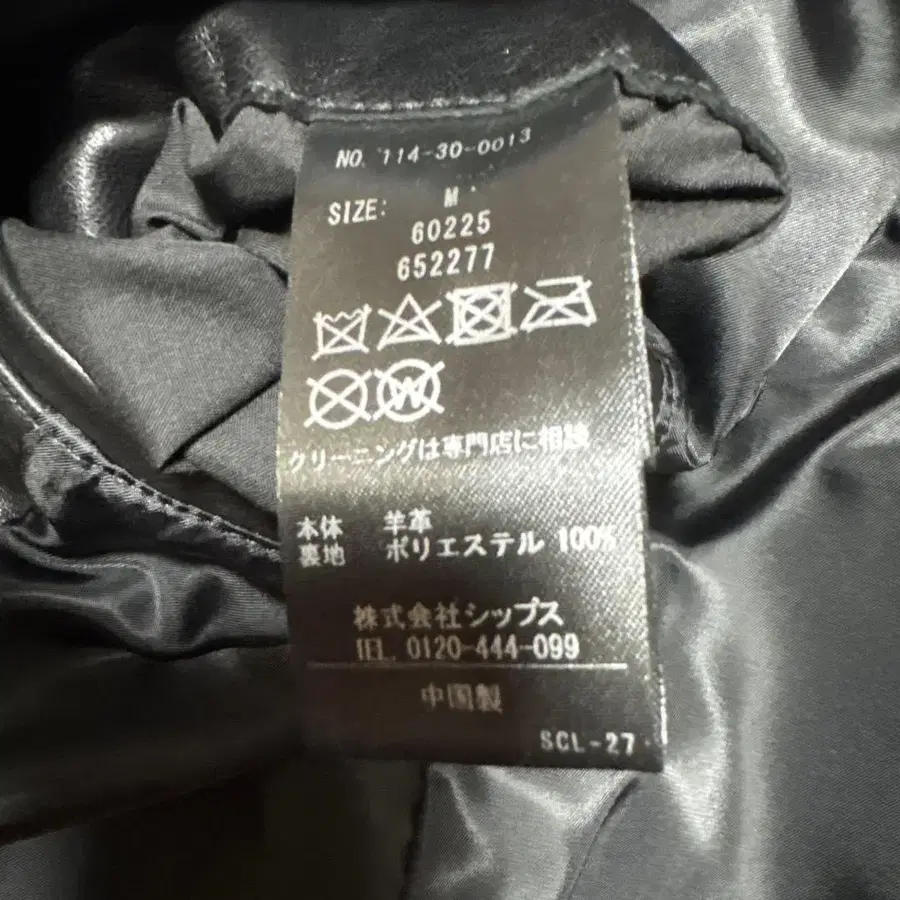 NO. 114-30-0013
SIZE: M
60225
652277
W
クリーニングは専門店に相談
本体 羊革
裏地 ポリエステル 100%
株式会社シップス
TEL. 0120-444-099
中国製
SCL-27